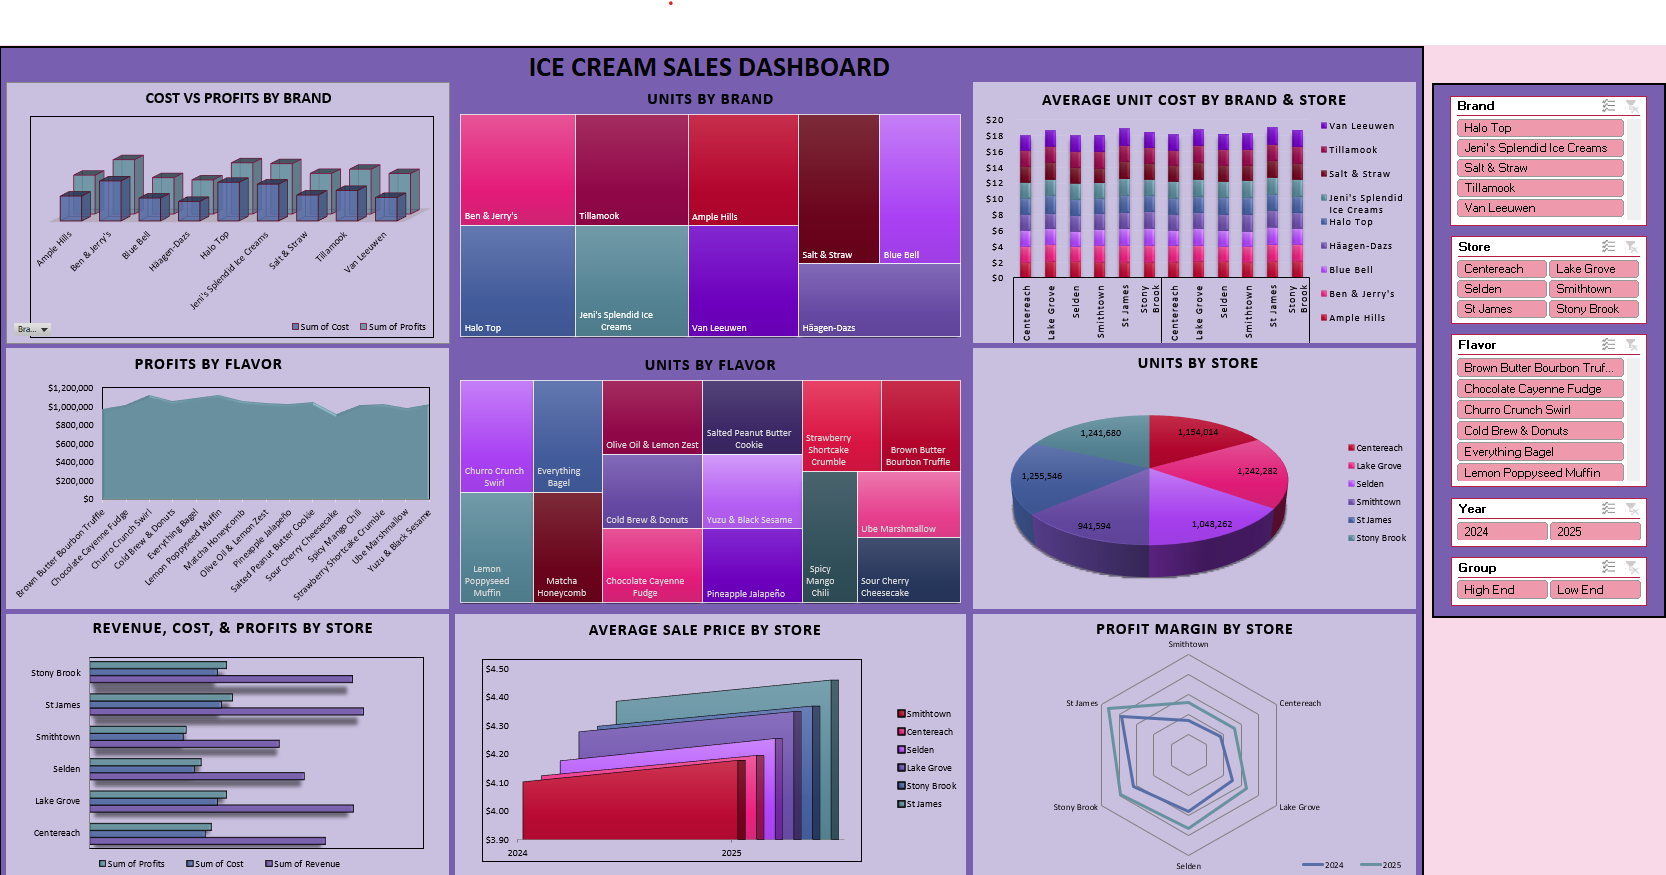 ICE CREAM SALES DASHBOARD
COST VS PROFITS BY BRAND
Ample Hills
Ben & Jerry's
Blue Bell
Häagen-Dazs
Halo Top
Jeni's Splendid Ice Creams
Salt & Straw
Tillamook
Van Leeuwen
Bra...
Sum of Cost
Sum of Profits
UNITS BY BRAND
Ben & Jerry's
Tillamook
Ample Hills
Salt & Straw
Blue Bell
Halo Top
Jeni's Splendid Ice
Creams
Van Leeuwen
Häagen-Dazs
AVERAGE UNIT COST BY BRAND & STORE
$20
$18
$16
$14
$12
$10
$8
$6
$4
$2
$0
Centereach
Lake Grove
Selden
Smithtown
St James
Stony
Brook
Centereach
Lake Grove
Selden
Smithtown
St James
Stony
Brook
Van Leeuwen
Tillamook
Salt & Straw
Jeni's Splendid
Ice Creams
Halo Top
Häagen-Dazs
Blue Bell
Ben & Jerry's
Ample Hills
PROFITS BY FLAVOR
$1,200,000
$1,000,000
$800,000
$600,000
$400,000
$200,000
$0
Brown Butter Bourbon Truffle
Chocolate Cayenne Fudge
Churro Crunch Swirl
Cold Brew & Donuts
Everything Bagel
Lemon Poppyseed Muffin
Matcha Honeycomb
Olive Oil & Lemon Zest
Pineapple Jalapeño
Salted Peanut Butter Cookie
Sour Cherry Cheesecake
Spicy Mango Chili
Strawberry Shortcake Crumble
Ube Marshmallow
Yuzu & Black Sesame
UNITS BY FLAVOR
Churro Crunch
Swirl
Everything
Bagel
Olive Oil & Lemon Zest
Salted Peanut Butter
Cookie
Strawberry
Shortcake
Crumble
Brown Butter
Bourbon Truffle
Cold Brew & Donuts
Yuzu & Black Sesame
Ube Marshmallow
Lemon
Poppyseed
Muffin
Matcha
Honeycomb
Chocolate Cayenne
Fudge
Pineapple Jalapeño
Spicy
Mango
Chili
Sour Cherry
Cheesecake
UNITS BY STORE
1,241,680
1,154,014
1,255,546
1,242,282
941,594
1,048,262
Centereach
Lake Grove
Selden
Smithtown
St James
Stony Brook
REVENUE, COST, & PROFITS BY STORE
Stony Brook
St James
Smithtown
Selden
Lake Grove
Centereach
Sum of Profits
Sum of Cost
Sum of Revenue
AVERAGE SALE PRICE BY STORE
$4.50
$4.40
$4.30
$4.20
$4.10
$4.00
$3.90
2024
2025
Smithtown
Centereach
Selden
Lake Grove
Stony Brook
St James
PROFIT MARGIN BY STORE
Smithtown
Centereach
Lake Grove
Selden
Stony Brook
St James
2024
2025
Brand
Halo Top
Jeni's Splendid Ice Creams
Salt & Straw
Tillamook
Van Leeuwen
Store
Centereach
Lake Grove
Selden
Smithtown
St James
Stony Brook
Flavor
Brown Butter Bourbon Truf...
Chocolate Cayenne Fudge
Churro Crunch Swirl
Cold Brew & Donuts
Everything Bagel
Lemon Poppyseed Muffin
Year
2024
2025
Group
High End
Low End